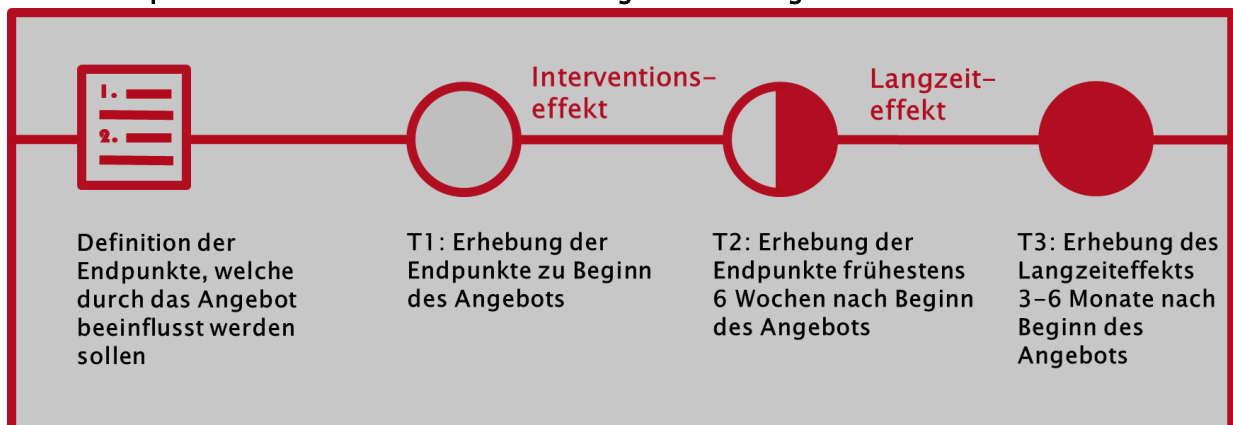 1.
2.
Interventions-
effekt
Langzeit-
effekt
Definition der
Endpunkte, welche
durch das Angebot
beeinflusst werden
sollen
T1: Erhebung der
Endpunkte zu Beginn
des Angebots
T2: Erhebung der
Endpunkte frühestens
6 Wochen nach Beginn
des Angebots
T3: Erhebung des
Langzeiteffekts
3–6 Monate nach
Beginn des
Angebots